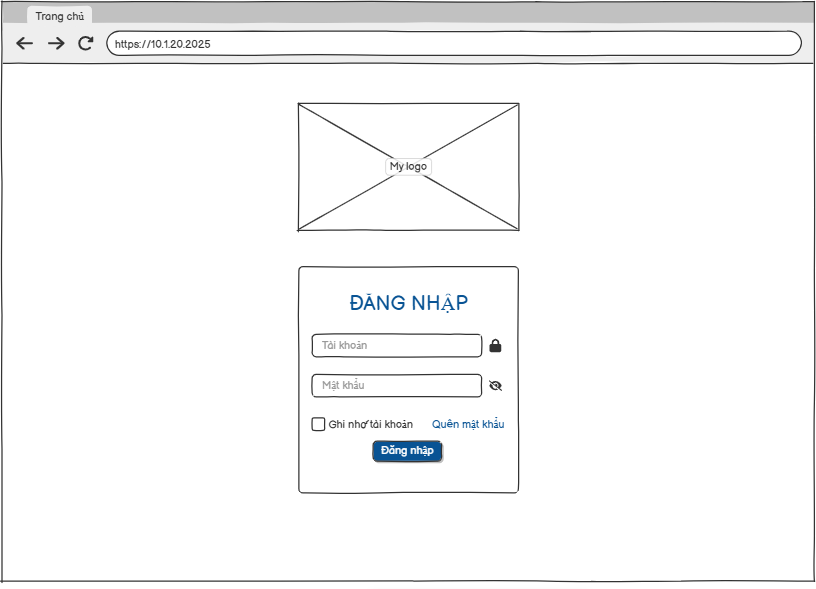 Trang chủ
https://10.1.20.2025
My logo
ĐĂNG NHẬP
Tài khoản
Mật khẩu
Ghi nhớ tài khoản Quên mật khẩu
Đăng nhập